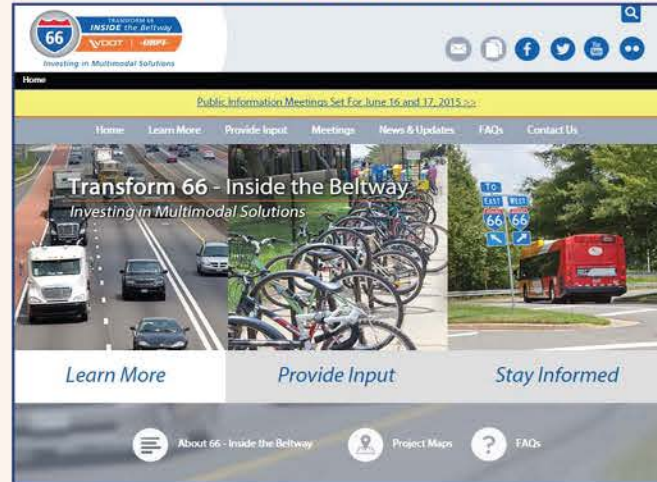 TRANSFORM 66
INSIDE the Beltway
66
VDOT | DRPT
Investing in Multimodal Solutions
You
Tube
Home
Public Information Meetings Set For June 16 and 17, 2015 >>
Home Learn More Provide Input Meetings News & Updates FAQs Contact Us
Transform 66 - Inside the Beltway
Investing in Multimodal Solutions
To
EAST WEST
66 66
Learn More Provide Input Stay Informed
About 66 - Inside the Beltway Project Maps ? FAQs